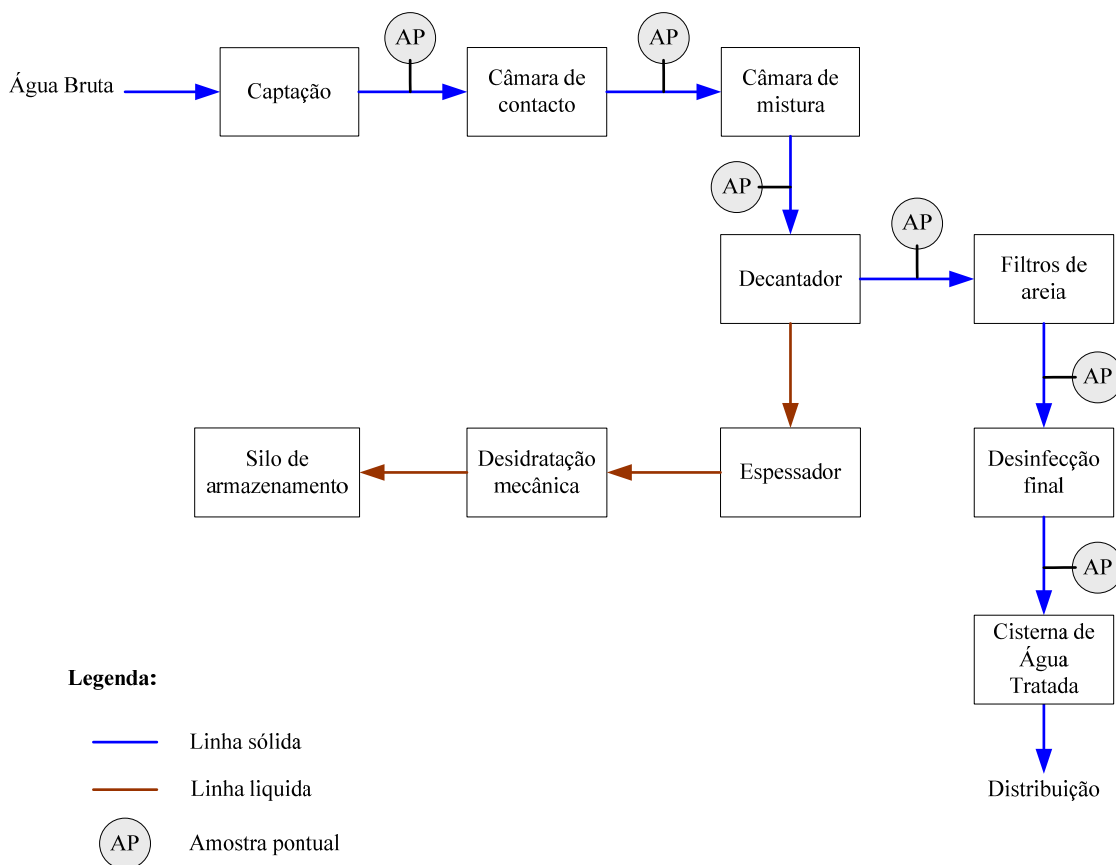 AP
AP
Água Bruta
Captação
Câmara de
contacto
Câmara de
mistura
AP
AP
Decantador
Filtros de
areia
AP
Silo de
armazenamento
Desidratação
mecânica
Espessador
Desinfecção
final
AP
Cisterna de
Água
Tratada
Legenda:
Linha sólida
Linha liquida
Distribuição
AP
Amostra pontual